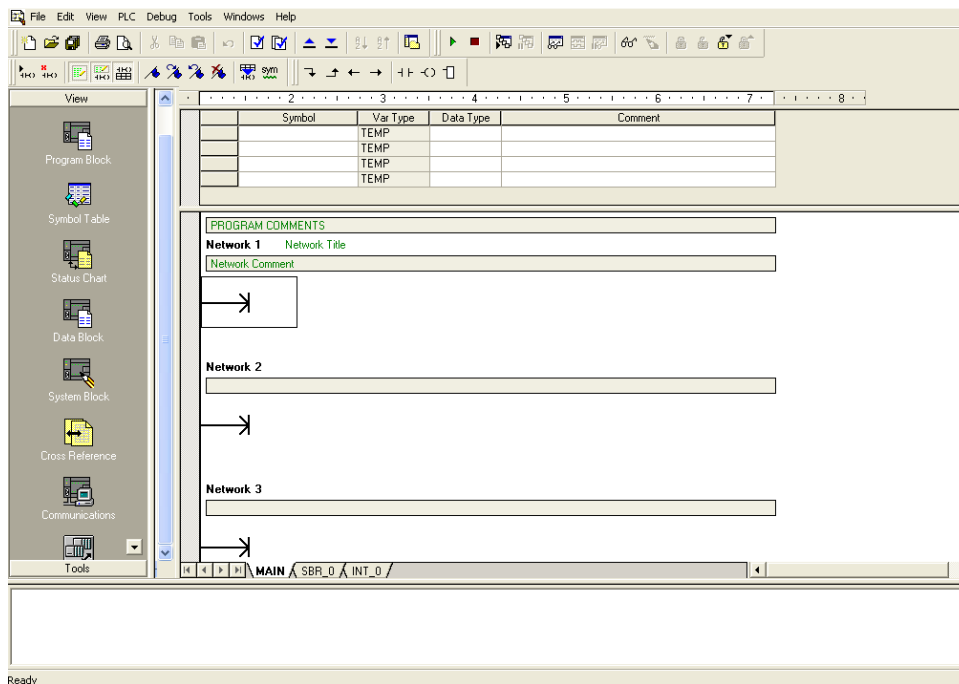 File Edit View PLC Debug Tools Windows Help
sym
View
2 3 4 5 6 7 8
Symbol Var Type Data Type Comment
TEMP
TEMP
TEMP
TEMP
Program Block
Symbol Table
Status Chart
Data Block
System Block
Cross Reference
Communications
Tools
PROGRAM COMMENTS
Network 1 Network Title
Network Comment
Network 2
Network 3
MAIN SBR_0 INT_0
Ready